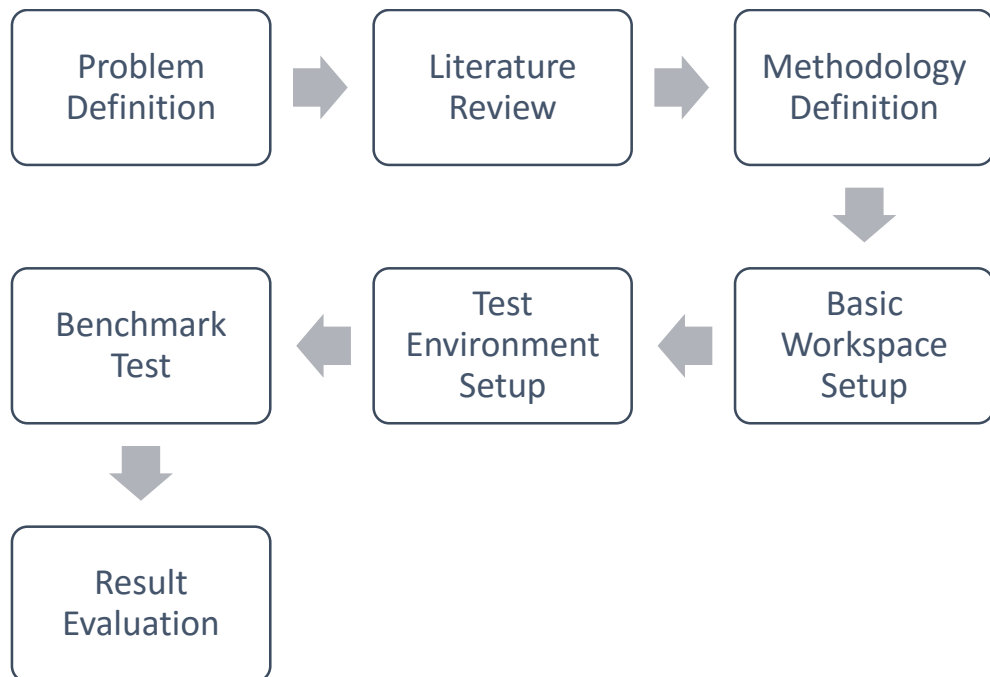 Problem
Definition
Literature
Review
Methodology
Definition
Basic
Workspace
Setup
Test
Environment
Setup
Benchmark
Test
Result
Evaluation